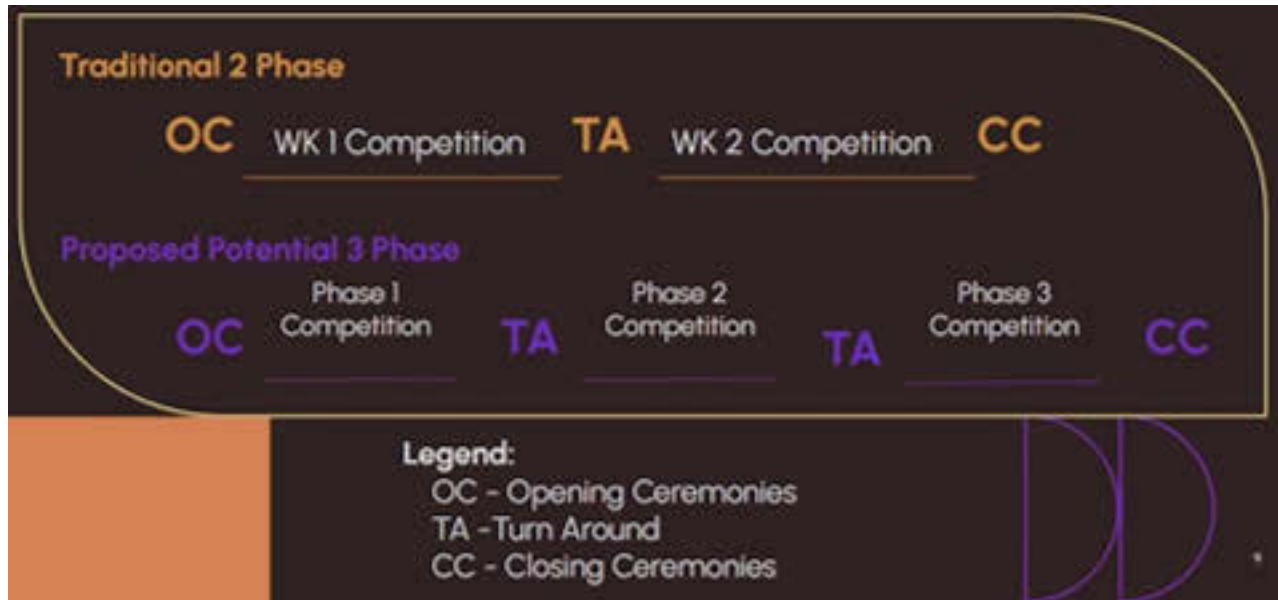 Traditional 2 Phase
OC WK 1 Competition TA WK 2 Competition CC
Proposed Potential 3 Phase
OC Phase 1 Competition TA Phase 2 Competition TA Phase 3 Competition CC
Legend:
OC - Opening Ceremonies
TA -Turn Around
CC - Closing Ceremonies